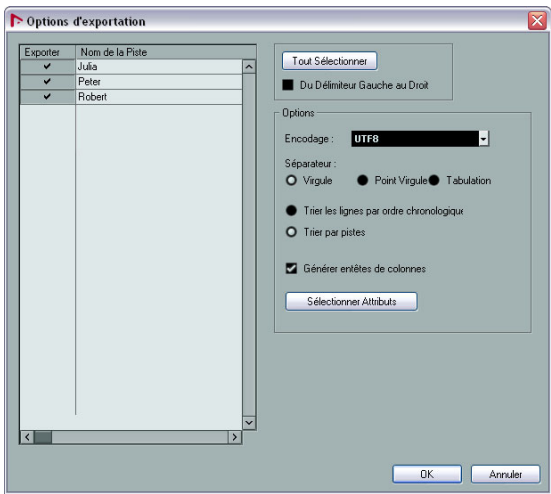 Options d'exportation
Exporter Nom de la Piste
Julia
Peter
Robert
Tout Sélectionner
Du Délimiteur Gauche au Droit
Options
Encodage : UTF8
Séparateur :
Virgule Point Virgule Tabulation
Trier les lignes par ordre chronologique
Trier par pistes
Générer entêtes de colonnes
Sélectionner Attributs
OK Annuler